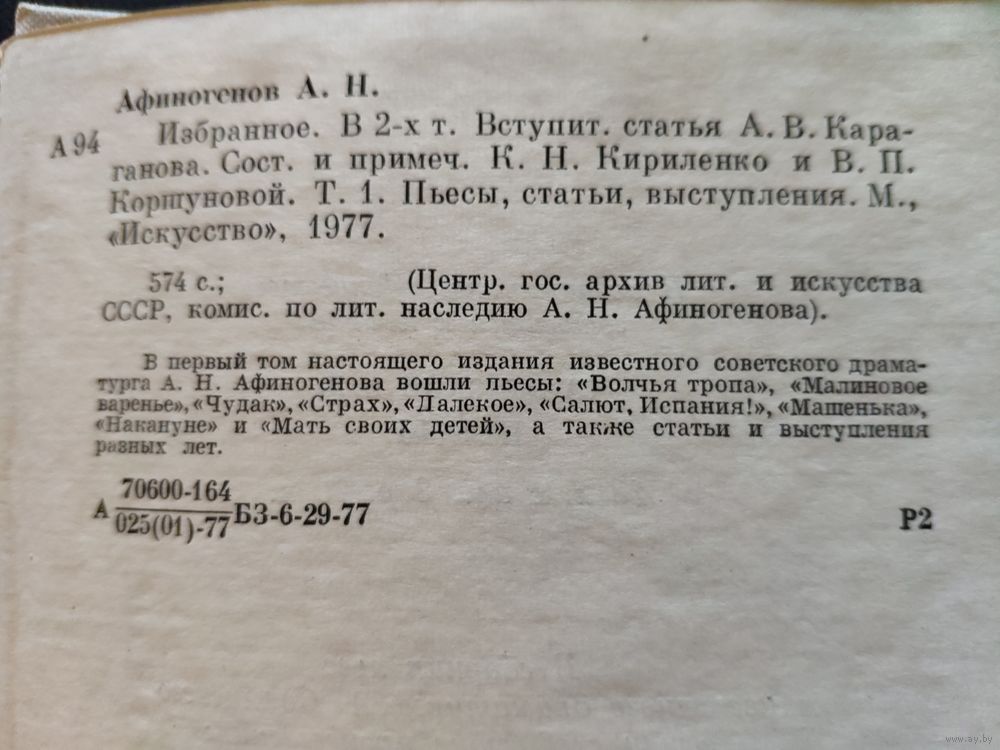 Афиногенов А. Н.
А 94 Избранное. В 2-х т. Вступит. статья А. В. Кара-
ганова. Сост. и примеч. К. Н. Кириленко и В. П.
Коршуновой. Т. 1. Пьесы, статьи, выступления. М.,
«Искусство», 1977.
574 с.; (Центр. гос. архив лит. и искусства
СССР, комис. по лит. наследию А. Н. Афиногенова).
В первый том настоящего издания известного советского драма-
турга А. Н. Афиногенова вошли пьесы: «Волчья тропа», «Малиновое
варенье», «Чудак», «Страх», «Далекое», «Салют, Испания!», «Машенька»,
«Накануне» и «Мать своих детей», а также статьи и выступления
разных лет.
70600-164
А БЗ-6-29-77 Р2
025(01)-77
www.ay.by